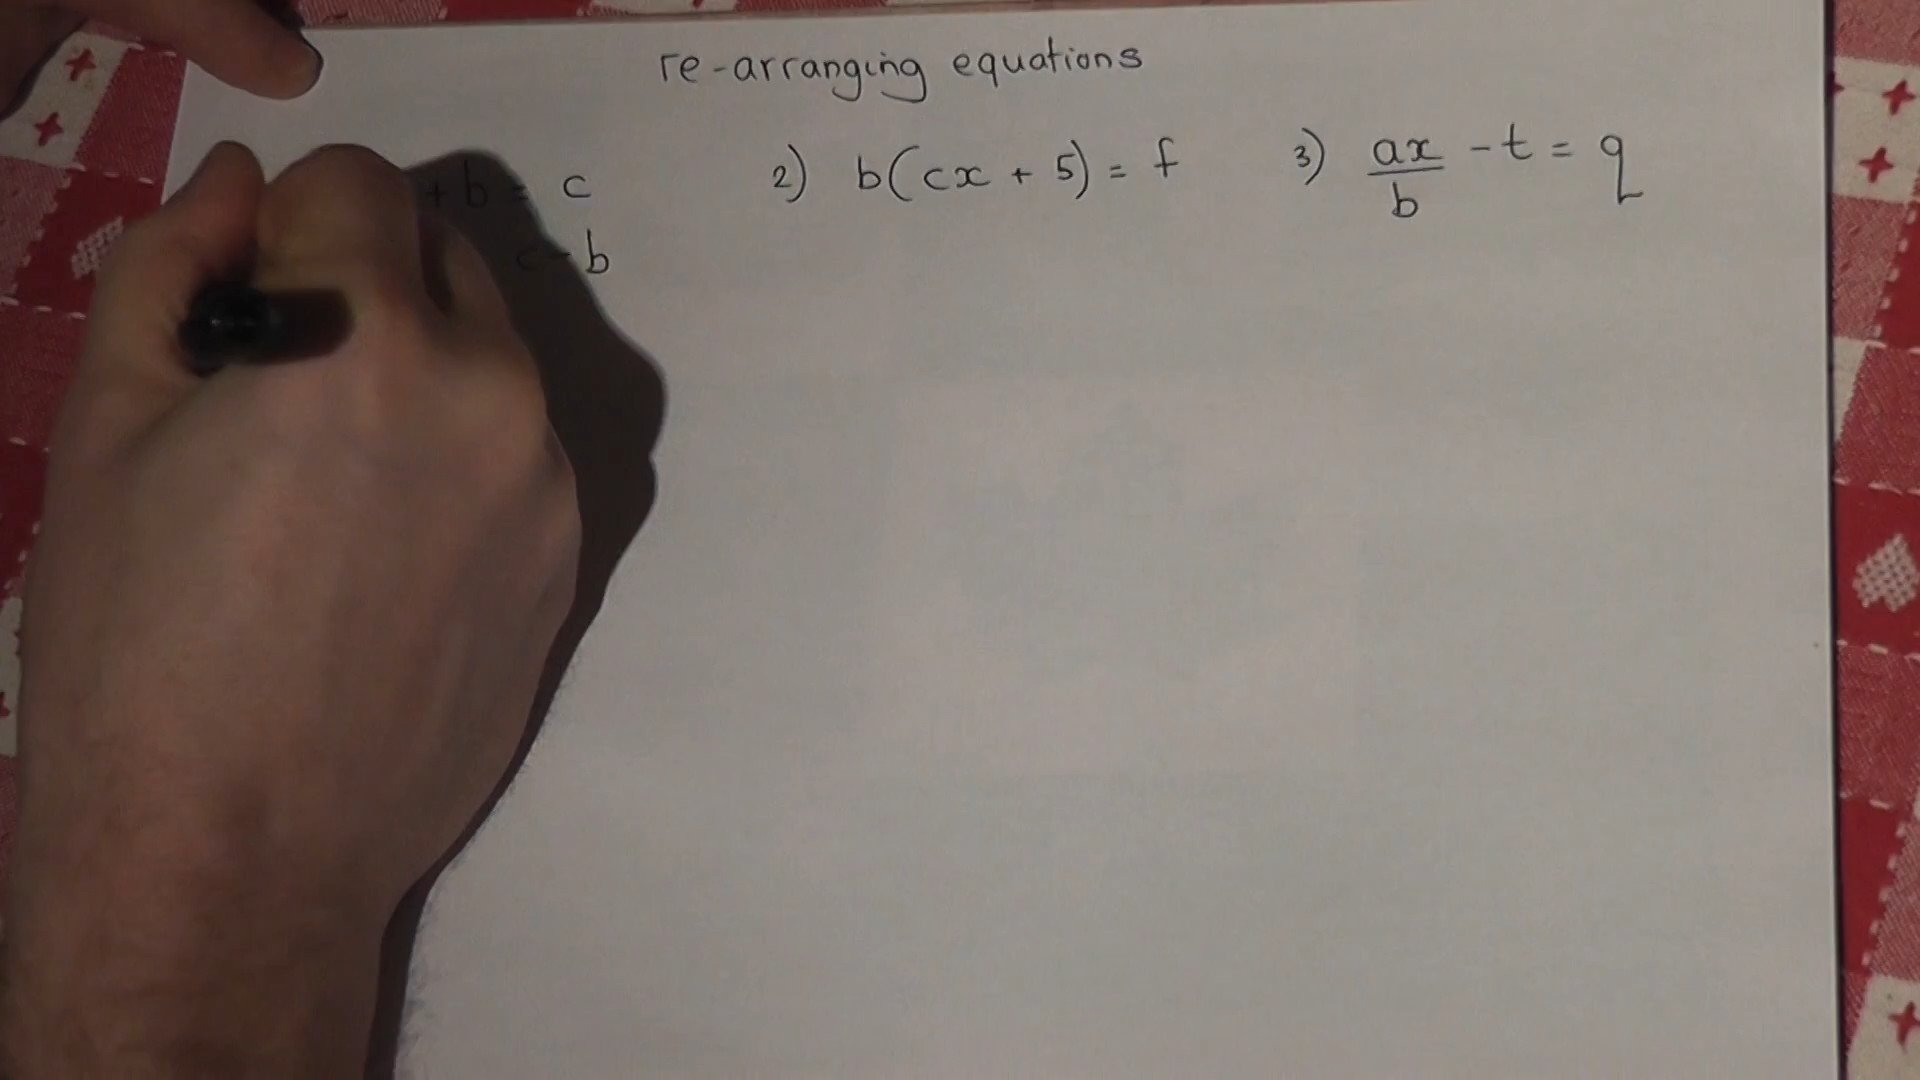 re-arranging equations
+ b = c
c - b
2) b(cx + 5) = f
3) ax/b - t = q